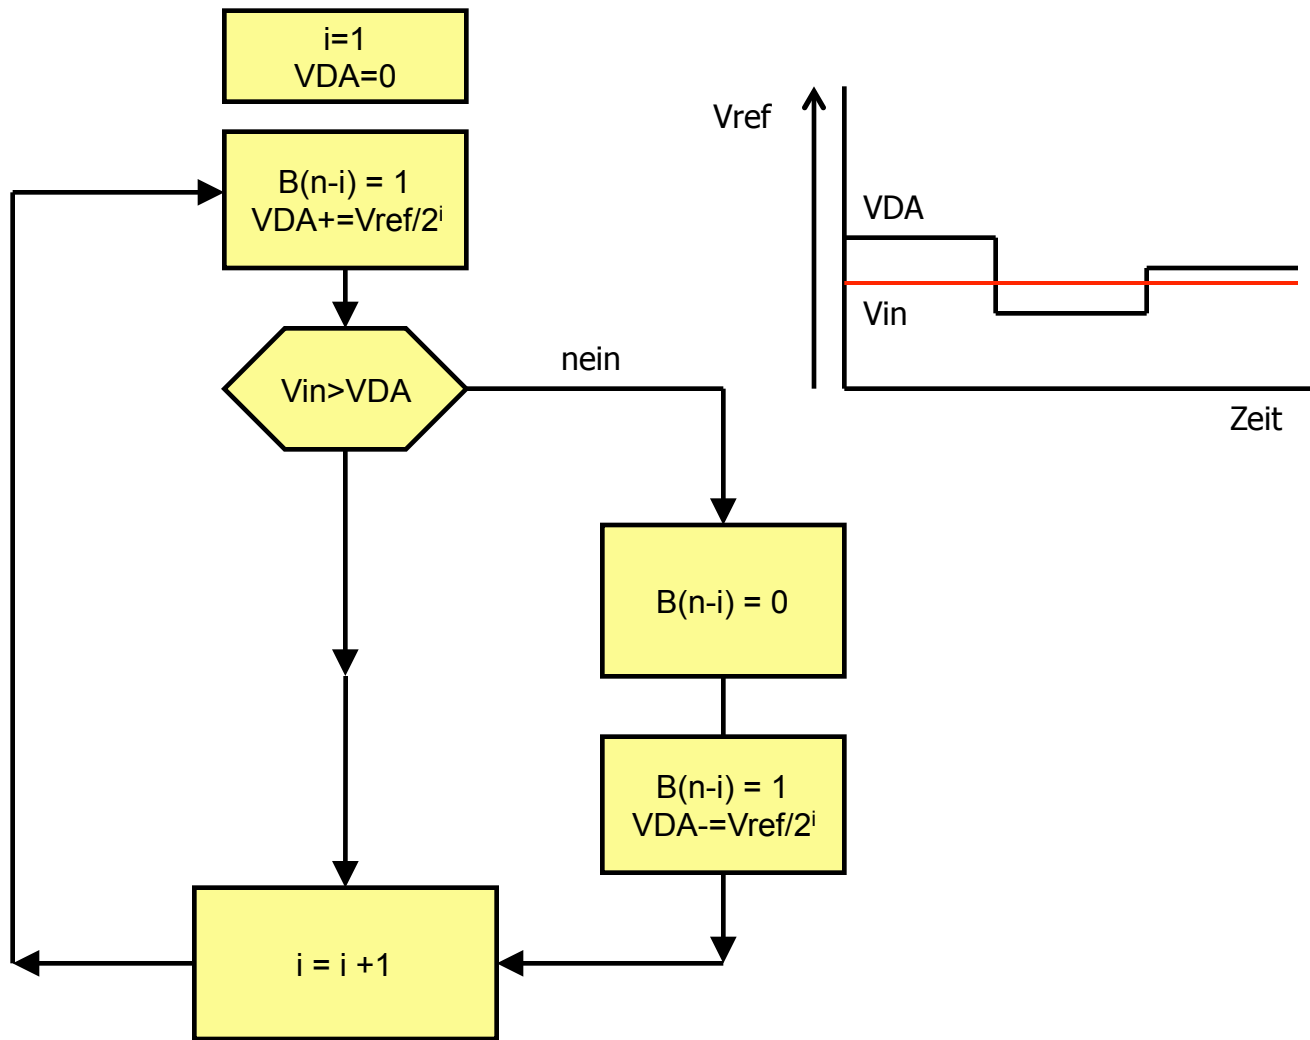 i=1
VDA=0
B(n-i) = 1
VDA+=Vref/2ⁱ
Vin>VDA
nein
B(n-i) = 0
B(n-i) = 1
VDA-=Vref/2ⁱ
i = i +1
Vref
VDA
Vin
Zeit